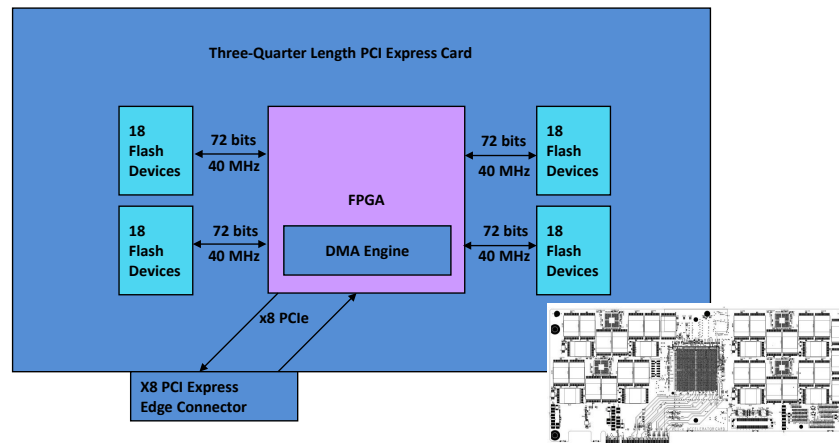 Three-Quarter Length PCI Express Card
18
Flash
Devices
72 bits
40 MHz
FPGA
72 bits
40 MHz
18
Flash
Devices
18
Flash
Devices
72 bits
40 MHz
DMA Engine
72 bits
40 MHz
18
Flash
Devices
x8 PCIe
X8 PCI Express
Edge Connector